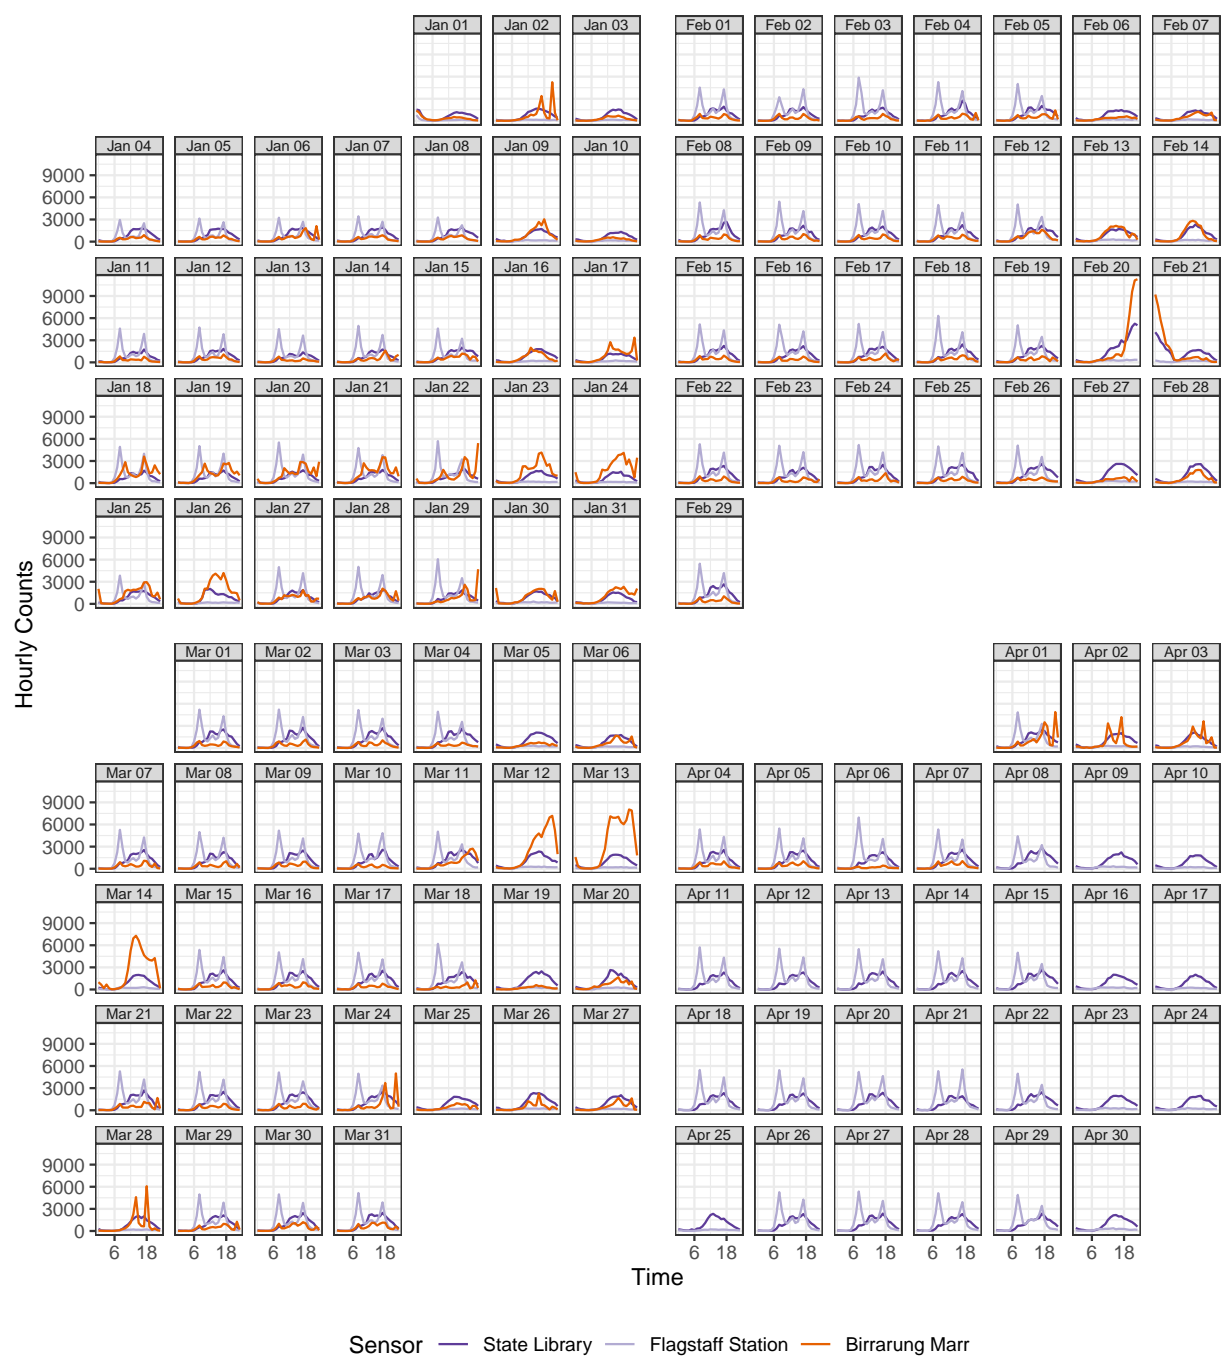 Jan 01 Jan 02 Jan 03 Feb 01 Feb 02 Feb 03 Feb 04 Feb 05 Feb 06 Feb 07
Jan 04 Jan 05 Jan 06 Jan 07 Jan 08 Jan 09 Jan 10 Feb 08 Feb 09 Feb 10 Feb 11 Feb 12 Feb 13 Feb 14
9000
6000
3000
0
Jan 11 Jan 12 Jan 13 Jan 14 Jan 15 Jan 16 Jan 17 Feb 15 Feb 16 Feb 17 Feb 18 Feb 19 Feb 20 Feb 21
9000
6000
3000
0
Jan 18 Jan 19 Jan 20 Jan 21 Jan 22 Jan 23 Jan 24 Feb 22 Feb 23 Feb 24 Feb 25 Feb 26 Feb 27 Feb 28
9000
6000
3000
0
Jan 25 Jan 26 Jan 27 Jan 28 Jan 29 Jan 30 Jan 31 Feb 29
9000
6000
3000
0
Hourly Counts
Mar 01 Mar 02 Mar 03 Mar 04 Mar 05 Mar 06 Apr 01 Apr 02 Apr 03
Mar 07 Mar 08 Mar 09 Mar 10 Mar 11 Mar 12 Mar 13 Apr 04 Apr 05 Apr 06 Apr 07 Apr 08 Apr 09 Apr 10
9000
6000
3000
0
Mar 14 Mar 15 Mar 16 Mar 17 Mar 18 Mar 19 Mar 20 Apr 11 Apr 12 Apr 13 Apr 14 Apr 15 Apr 16 Apr 17
9000
6000
3000
0
Mar 21 Mar 22 Mar 23 Mar 24 Mar 25 Mar 26 Mar 27 Apr 18 Apr 19 Apr 20 Apr 21 Apr 22 Apr 23 Apr 24
9000
6000
3000
0
Mar 28 Mar 29 Mar 30 Mar 31 Apr 25 Apr 26 Apr 27 Apr 28 Apr 29 Apr 30
9000
6000
3000
0
6 18 6 18 6 18 6 18 6 18 6 18 6 18 6 18 6 18 6 18
Time
Sensor State Library Flagstaff Station Birrarung Marr